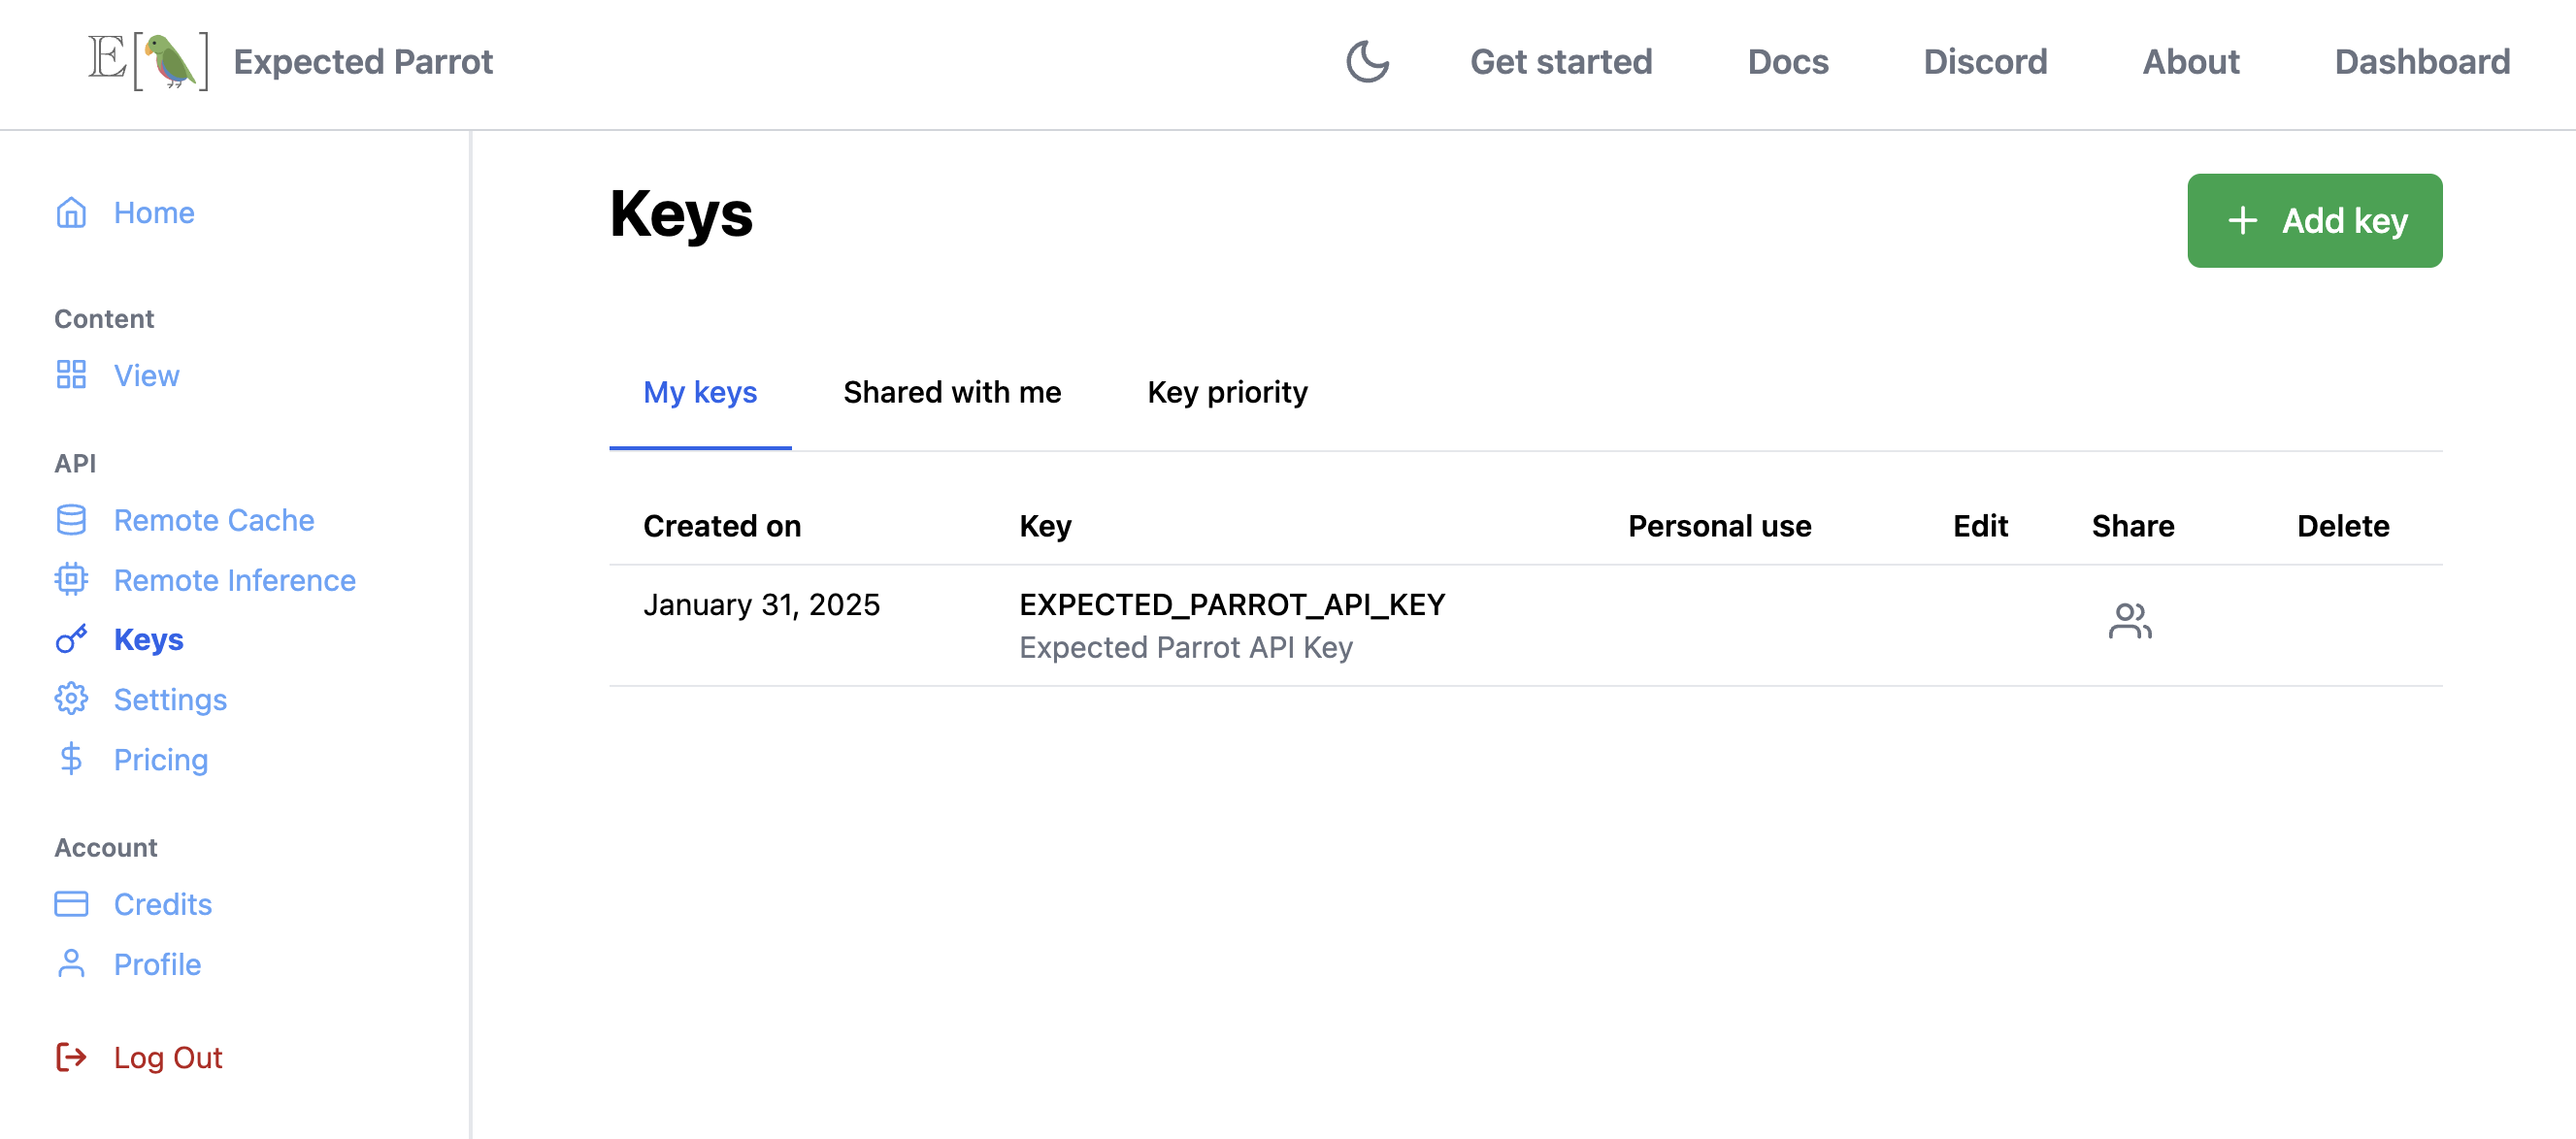 E[ ] Expected Parrot
Get started
Docs
Discord
About
Dashboard
Home
Content
View
API
Remote Cache
Remote Inference
Keys
Settings
Pricing
Account
Credits
Profile
Log Out
Keys
+ Add key
My keys
Shared with me
Key priority
Created on Key Personal use Edit Share Delete
January 31, 2025 EXPECTED_PARROT_API_KEY
Expected Parrot API Key